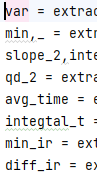 var = extrac
min,_ = extr
slope_2,inte
qd_2 = extra
avg_time = e
integtal_t =
min_ir = ext
diff_ir = ex